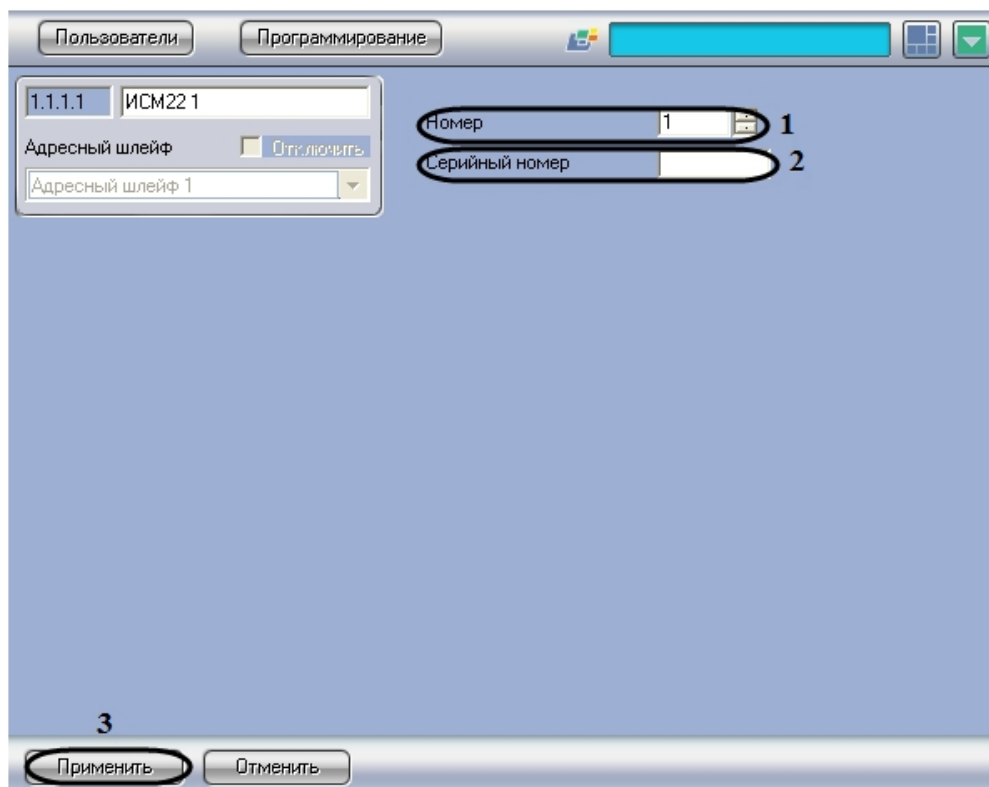 Пользователи Программирование
1.1.1.1 ИСМ22 1
Номер 1 1
Адресный шлейф Отключить
Серийный номер 2
Адресный шлейф 1
3
Применить Отменить